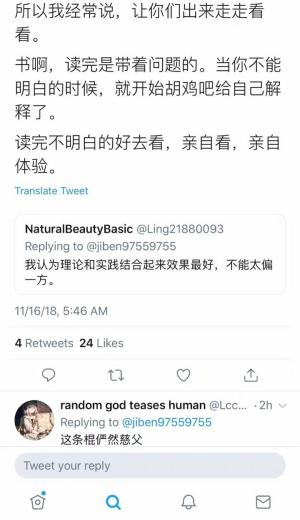 所以我经常说，让你们出来走走看
看。
书啊，读完是带着问题的。当你不能
明白的时候，就开始胡鸡吧给自己解
释了。
读完不明白的好去看，亲自看，亲自
体验。
Translate Tweet
NaturalBeautyBasic @Ling21880093
Replying to @jiben97559755
我认为理论和实践结合起来效果最好，不能太偏
一方。
11/16/18, 5:46 AM
4 Retweets 24 Likes
random god teases human @Lcc... · 2h
Replying to @jiben97559755
这条棍俨然慈父
Tweet your reply